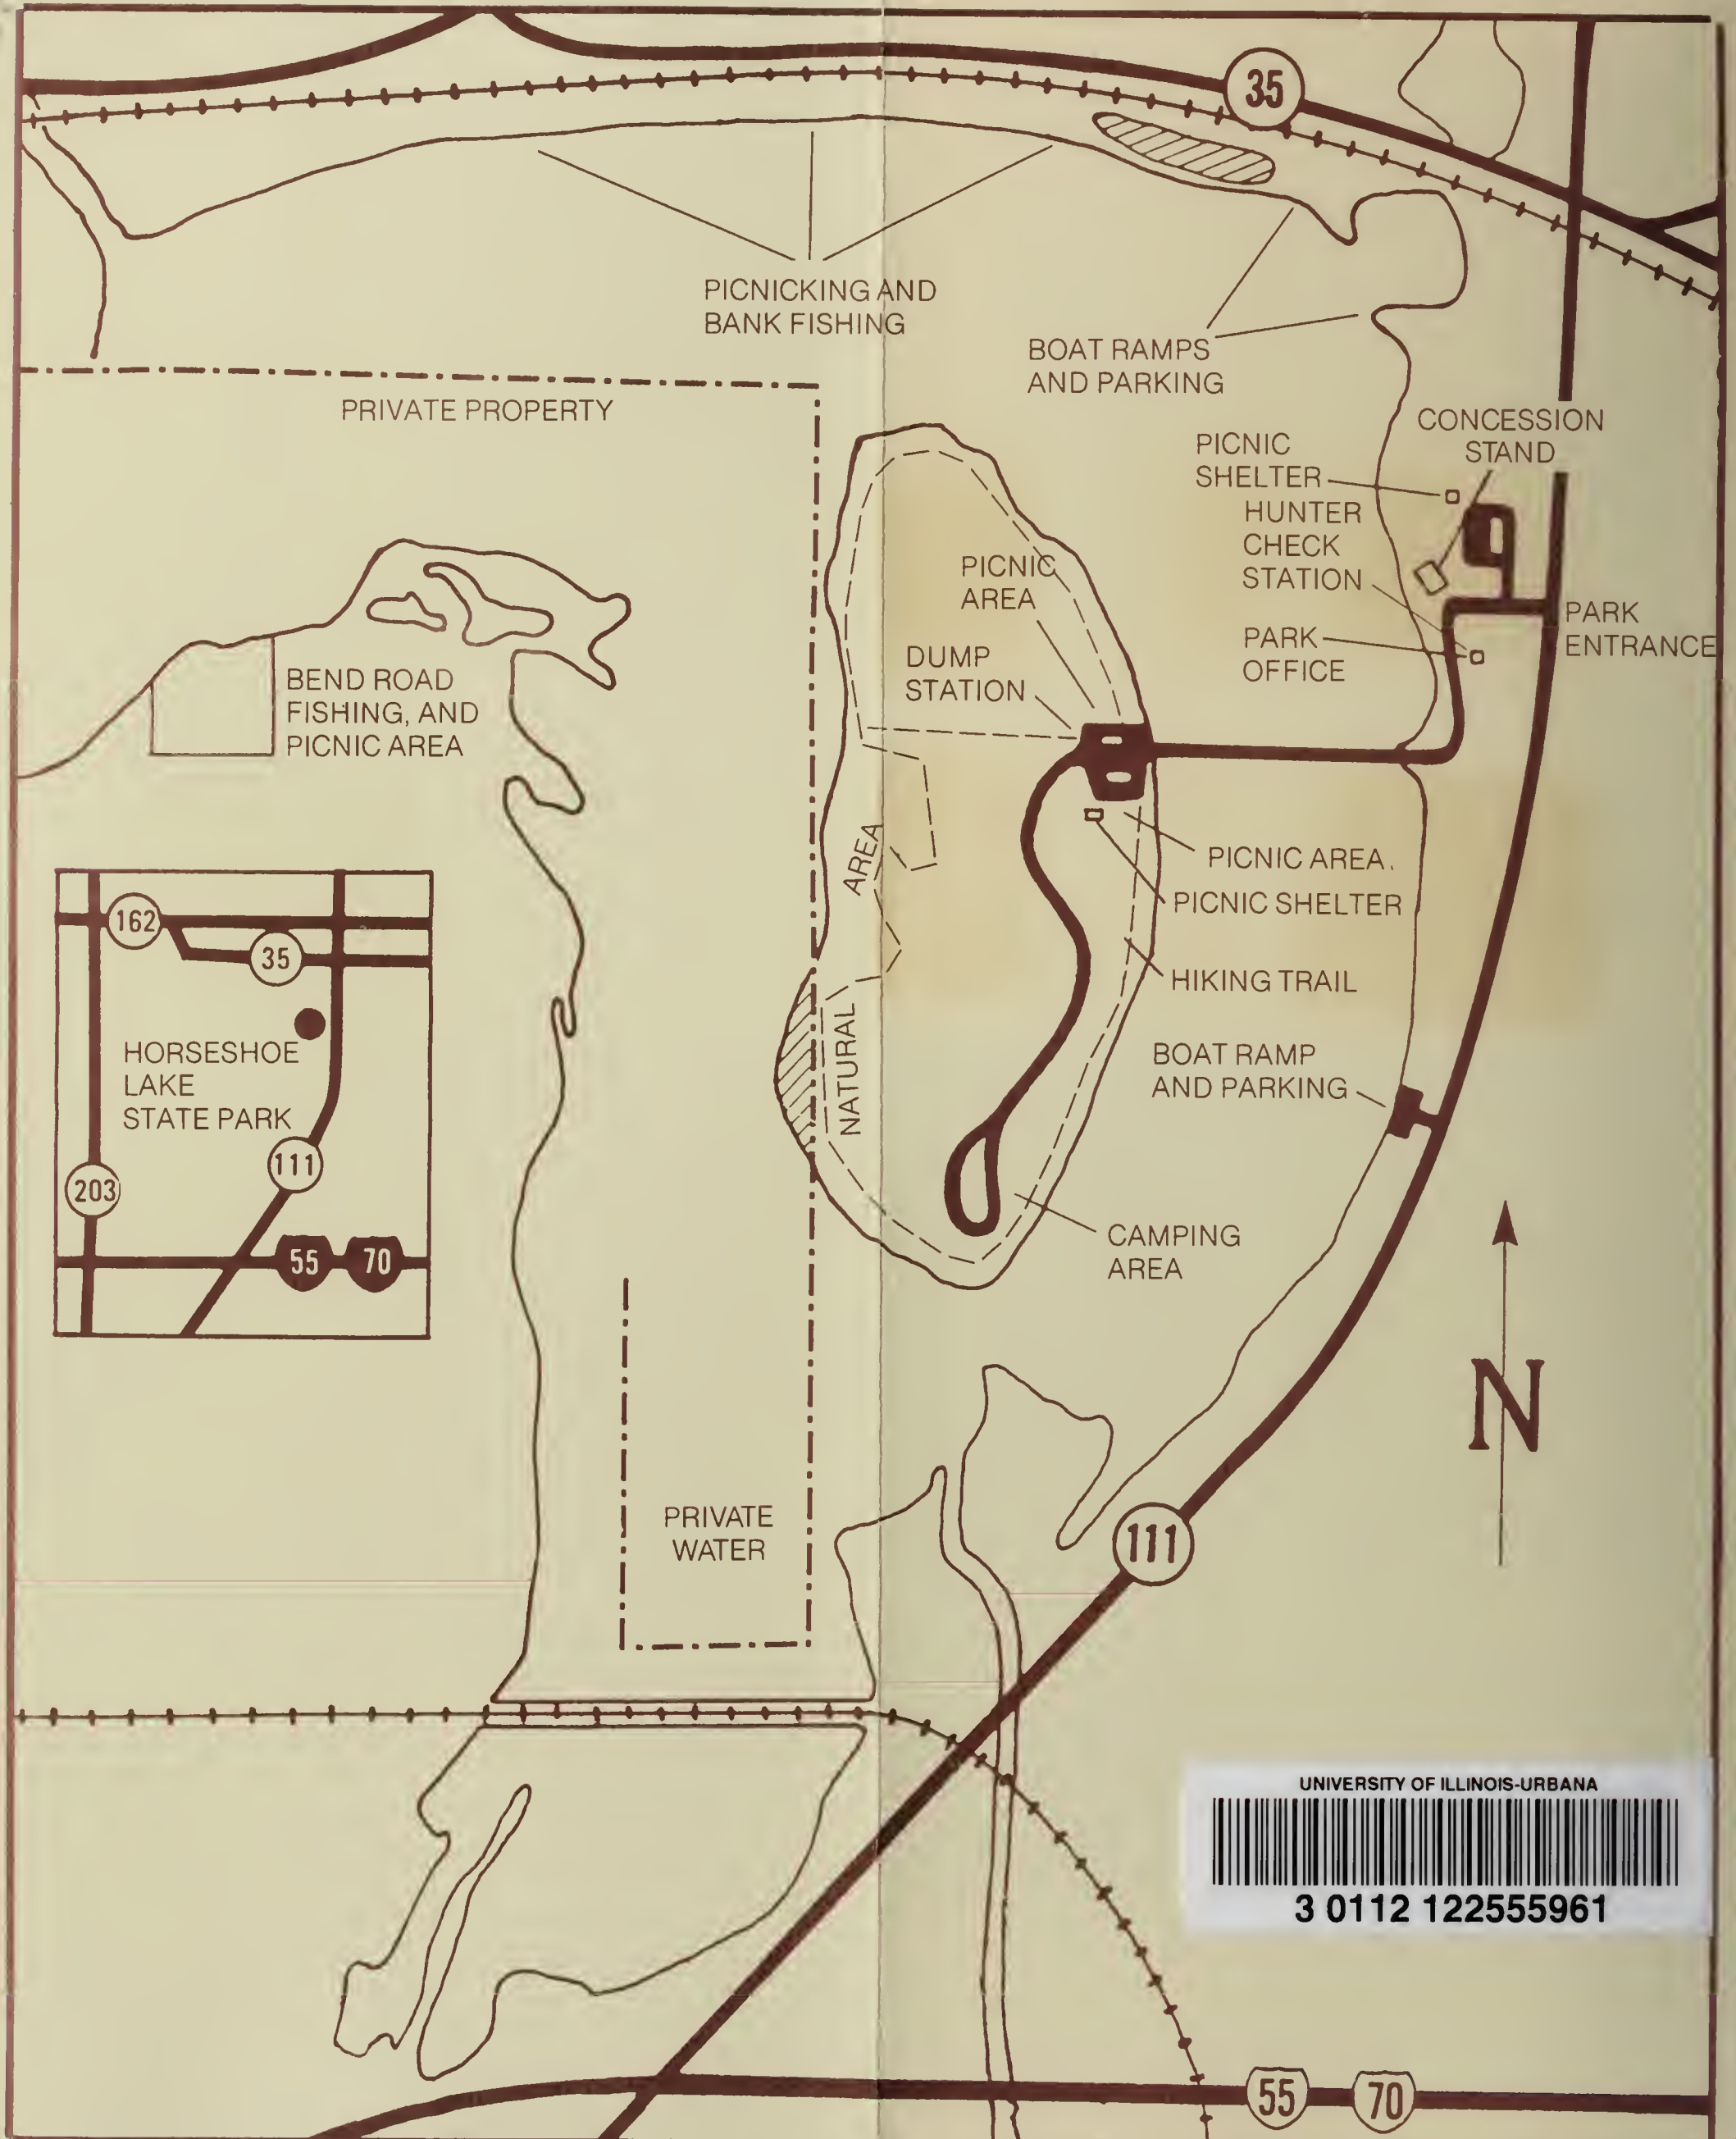 35
PICNICKING AND
BANK FISHING
BOAT RAMPS
AND PARKING
PRIVATE PROPERTY
CONCESSION
STAND
PICNIC
SHELTER
HUNTER
CHECK
STATION
PICNIC
AREA
PARK
ENTRANCE
PARK
OFFICE
DUMP
STATION
BEND ROAD
FISHING, AND
PICNIC AREA
NATURAL AREA
PICNIC AREA.
PICNIC SHELTER
HIKING TRAIL
162
35
HORSESHOE
LAKE
STATE PARK
111
203
55 70
BOAT RAMP
AND PARKING
CAMPING
AREA
N
PRIVATE
WATER
111
UNIVERSITY OF ILLINOIS-URBANA
3 0112 122555961
55 70